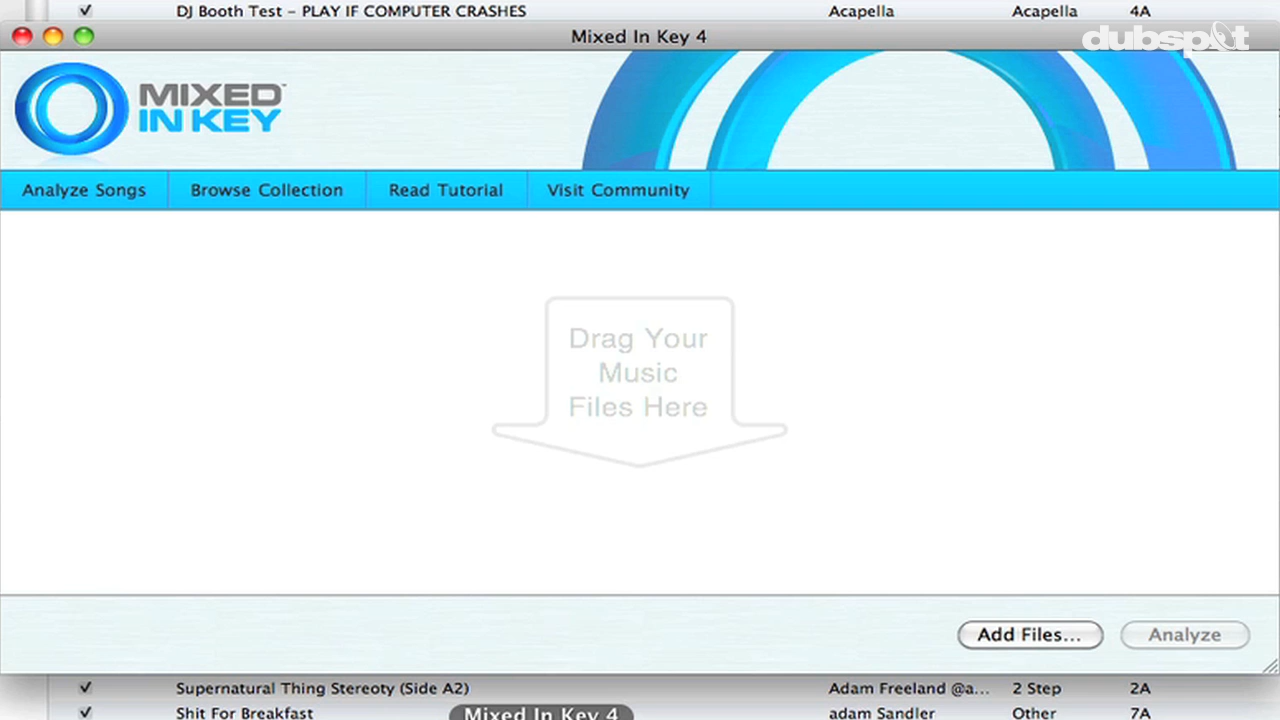 DJ Booth Test – PLAY IF COMPUTER CRASHES Acapella Acapella 4A
Mixed In Key 4
dubspot
MIXED™
IN KEY
Analyze Songs Browse Collection Read Tutorial Visit Community
Drag Your
Music
Files Here
Add Files... Analyze
Supernatural Thing Stereoty (Side A2) Adam Freeland @a... 2 Step 2A
Shit For Breakfast adam Sandler Other 7A
Mixed In Key 4